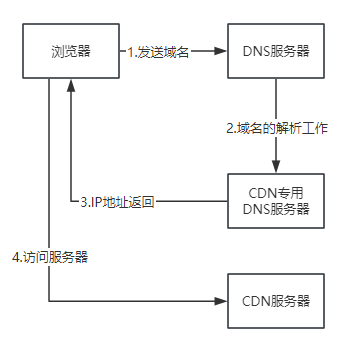 浏览器
1.发送域名
DNS服务器
2.域名的解析工作
CDN专用
DNS服务器
3.IP地址返回
4.访问服务器
CDN服务器